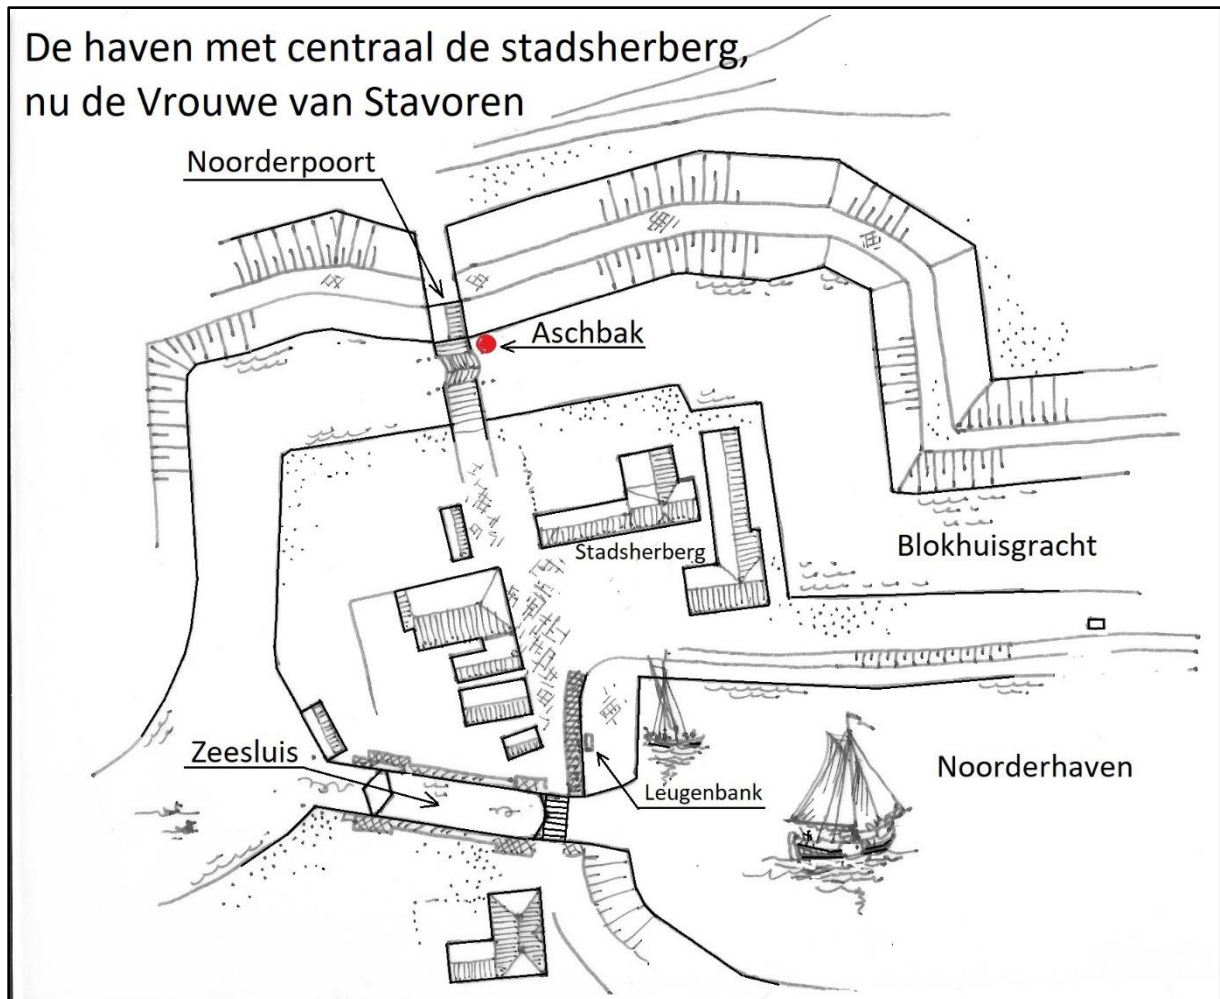 De haven met centraal de stadsherberg,
nu de Vrouwe van Stavoren
Noorderpoort
Aschbak
Stadsherberg
Blokhuisgracht
Zeesluis
Leugenbank
Noorderhaven